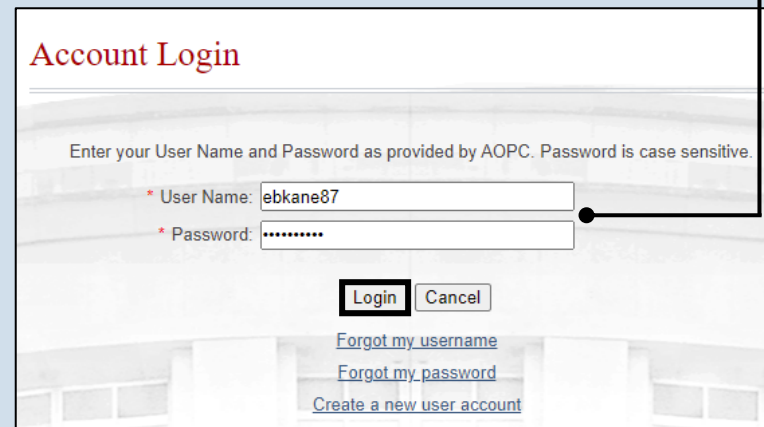 Account Login
Enter your User Name and Password as provided by AOPC. Password is case sensitive.
* User Name: ebkane87
* Password: ••••••••••
Login Cancel
Forgot my username
Forgot my password
Create a new user account